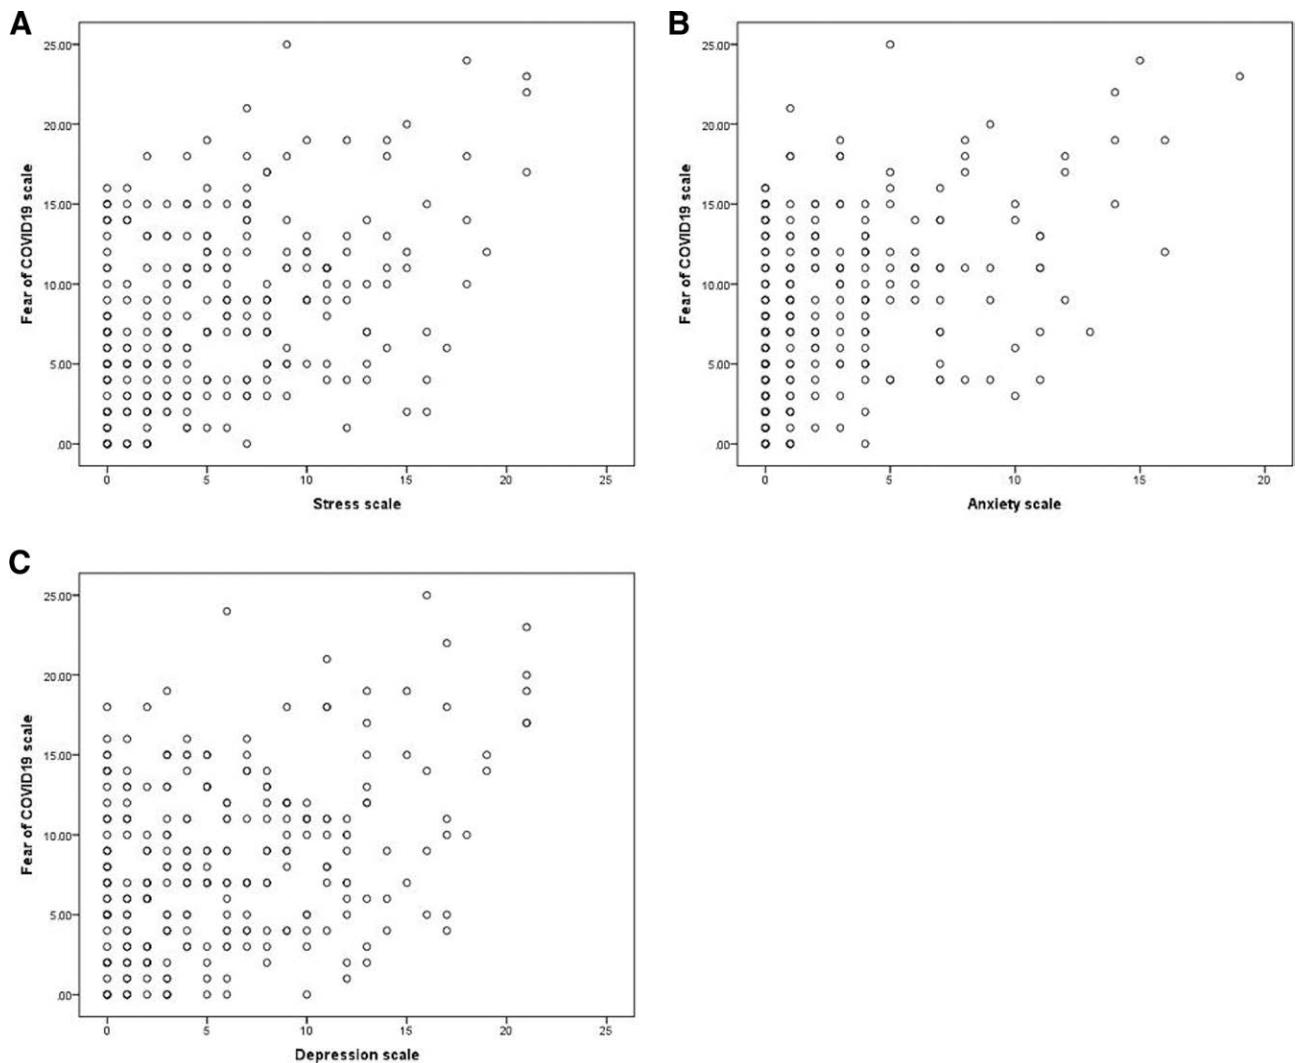 A
25.00
20.00
15.00
10.00
5.00
.00
Fear of COVID19 scale
0 5 10 15 20 25
Stress scale
B
25.00
20.00
15.00
10.00
5.00
.00
Fear of COVID19 scale
0 5 10 15 20
Anxiety scale
C
25.00
20.00
15.00
10.00
5.00
.00
Fear of COVID19 scale
0 5 10 15 20 25
Depression scale